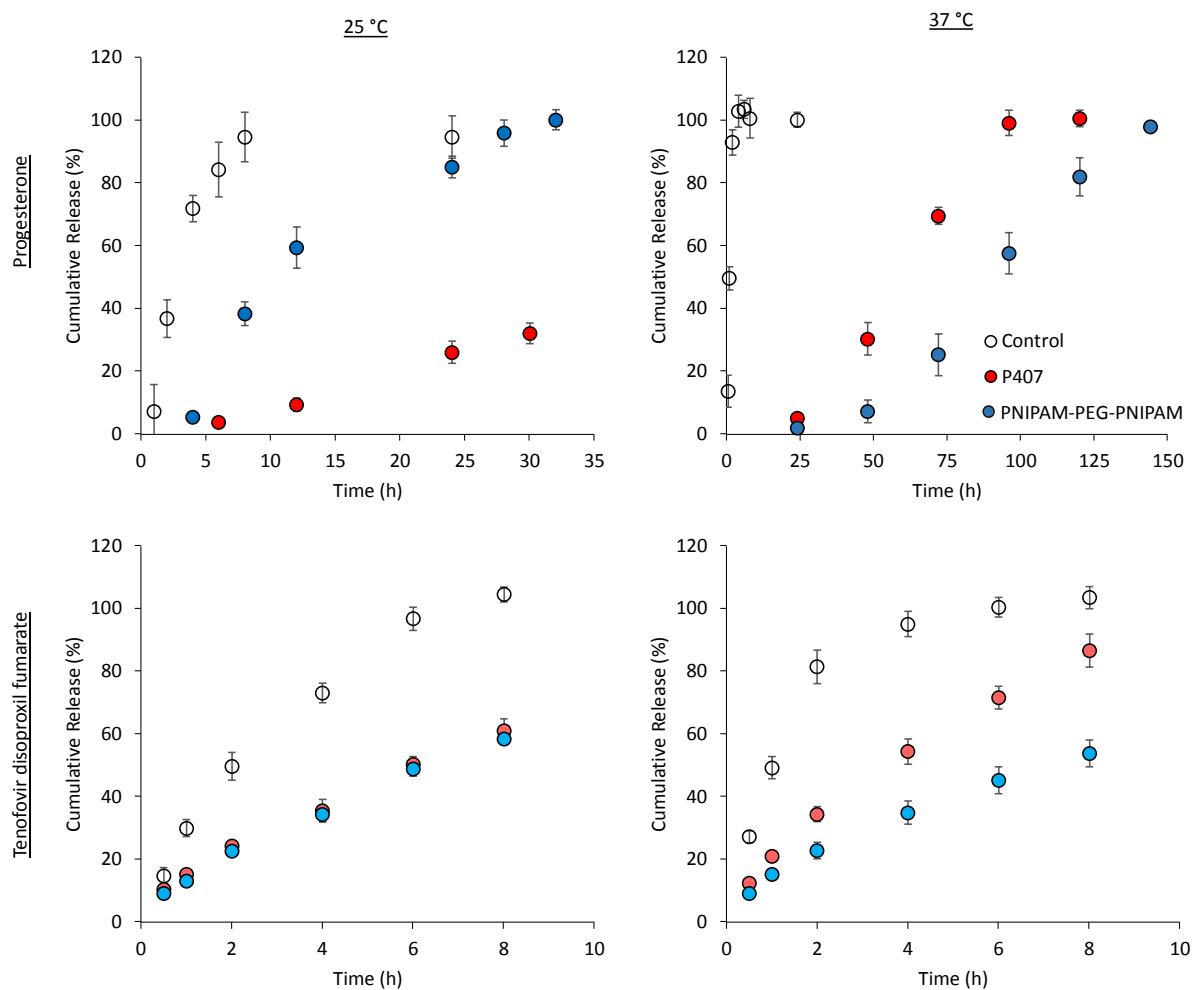 25 °C
37 °C
Progesterone
Cumulative Release (%)
120
100
80
60
40
20
0
0 5 10 15 20 25 30 35
Time (h)
Cumulative Release (%)
120
100
80
60
40
20
0
0 25 50 75 100 125 150
Time (h)
Control
P407
PNIPAM-PEG-PNIPAM
Tenofovir disoproxil fumarate
Cumulative Release (%)
120
100
80
60
40
20
0
0 2 4 6 8 10
Time (h)
Cumulative Release (%)
120
100
80
60
40
20
0
0 2 4 6 8 10
Time (h)